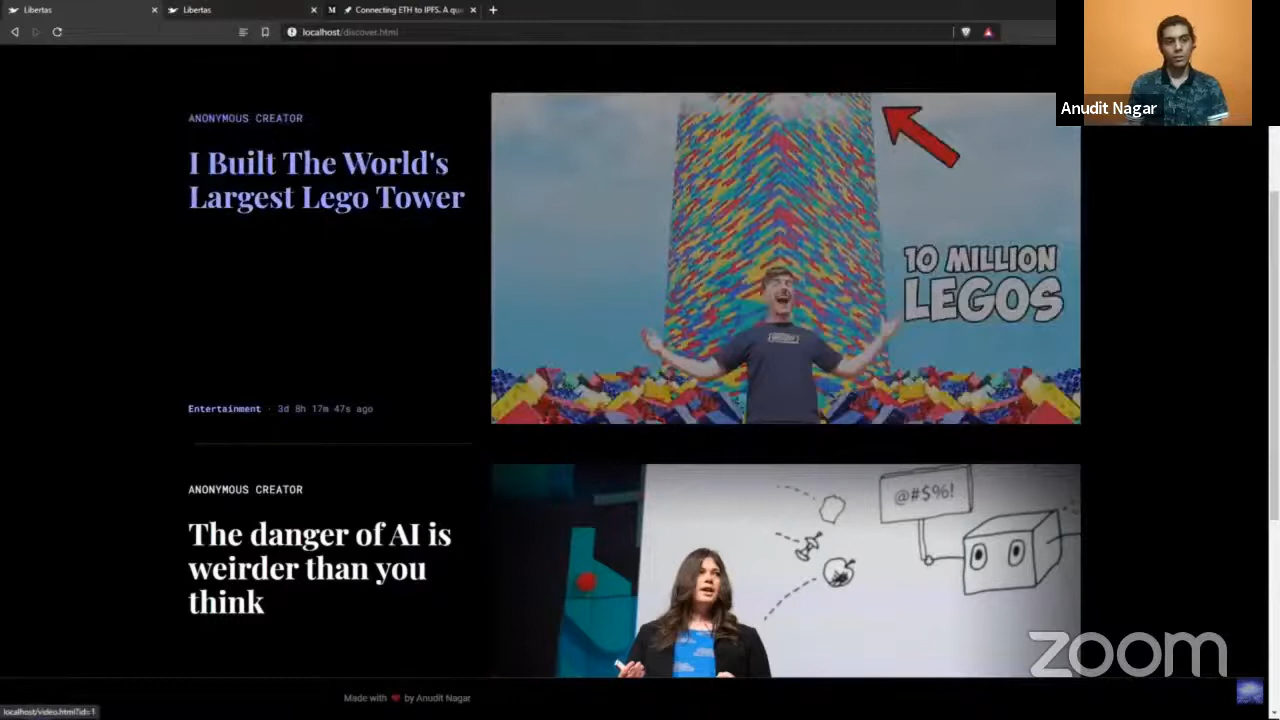 Libertas
Libertas
M Connecting ETH to IPFS. A qu
localhost/discover.html
Anudit Nagar
ANONYMOUS CREATOR
I Built The World's
Largest Lego Tower
10 MILLION
LEGOS
Entertainment · 3d 8h 17m 47s ago
ANONYMOUS CREATOR
The danger of AI is
weirder than you
think
@#$%!
zoom
Made with ❤ by Anudit Nagar
localhost/video.html?id=1